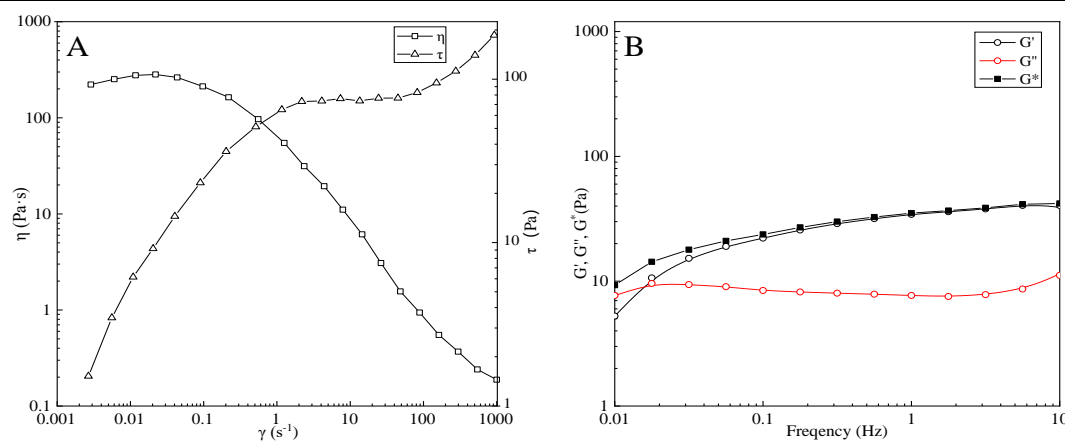 A
η
τ
1000
100
10
1
0.1
η (Pa·s)
100
10
1
τ (Pa)
0.001
0.01
0.1
1
10
100
1000
γ (s⁻¹)
B
G'
G''
G*
1000
100
10
1
G', G'', G*(Pa)
0.01
0.1
1
10
Freqency (Hz)